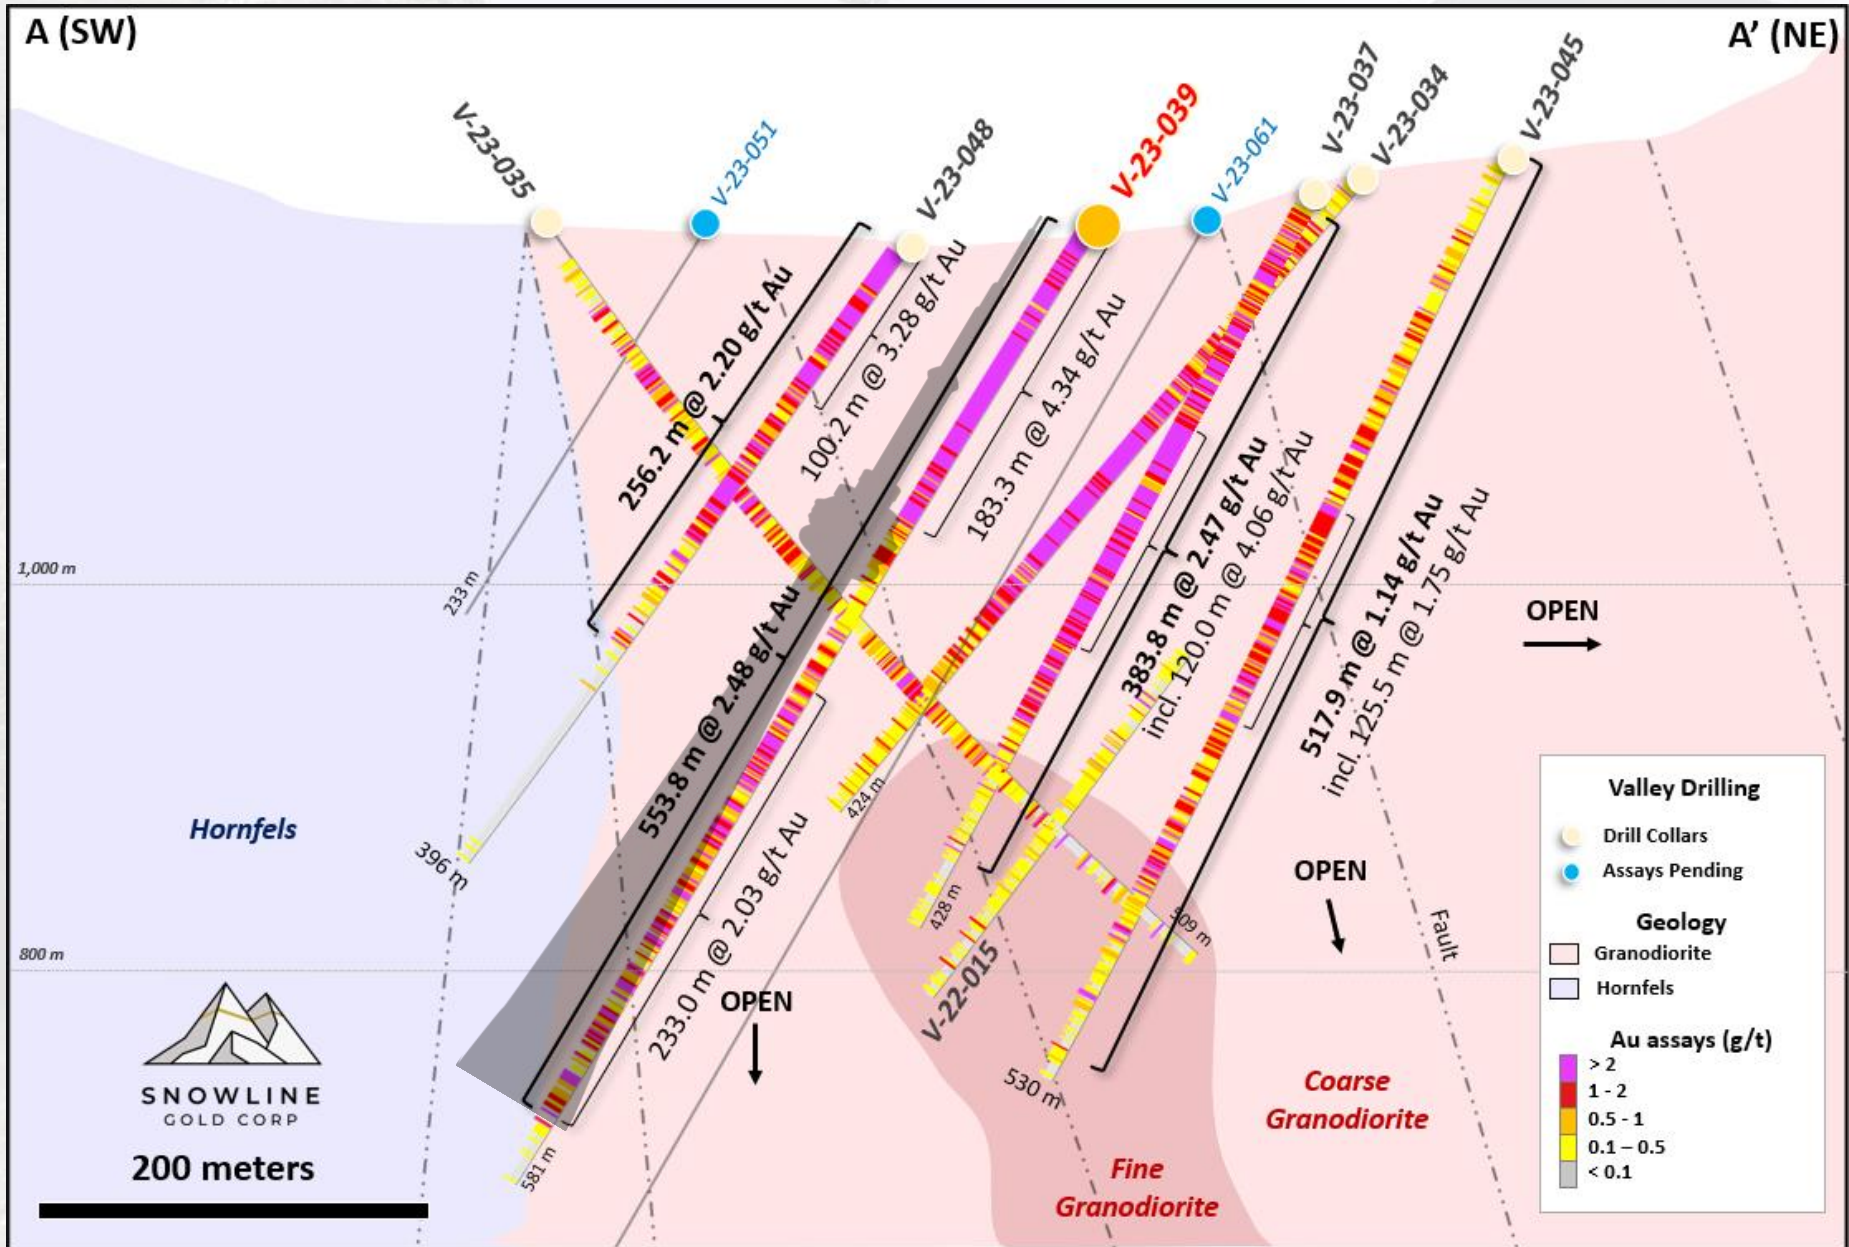 A (SW)
A' (NE)
V-23-035
V-23-051
V-23-048
V-23-039
V-23-061
V-23-037
V-23-034
V-23-045
256.2 m @ 2.20 g/t Au
100.2 m @ 3.28 g/t Au
183.3 m @ 4.34 g/t Au
553.8 m @ 2.48 g/t Au
233.0 m @ 2.03 g/t Au
383.8 m @ 2.47 g/t Au
incl. 120.0 m @ 4.06 g/t Au
517.9 m @ 1.14 g/t Au
incl. 125.5 m @ 1.75 g/t Au
1,000 m
233 m
OPEN
Hornfels
396 m
424 m
428 m
509 m
V-22-015
OPEN
Fault
800 m
OPEN
530 m
581 m
Coarse
Granodiorite
Fine
Granodiorite
SNOWLINE
GOLD CORP
200 meters
Valley Drilling
Drill Collars
Assays Pending
Geology
Granodiorite
Hornfels
Au assays (g/t)
> 2
1 - 2
0.5 - 1
0.1 – 0.5
< 0.1